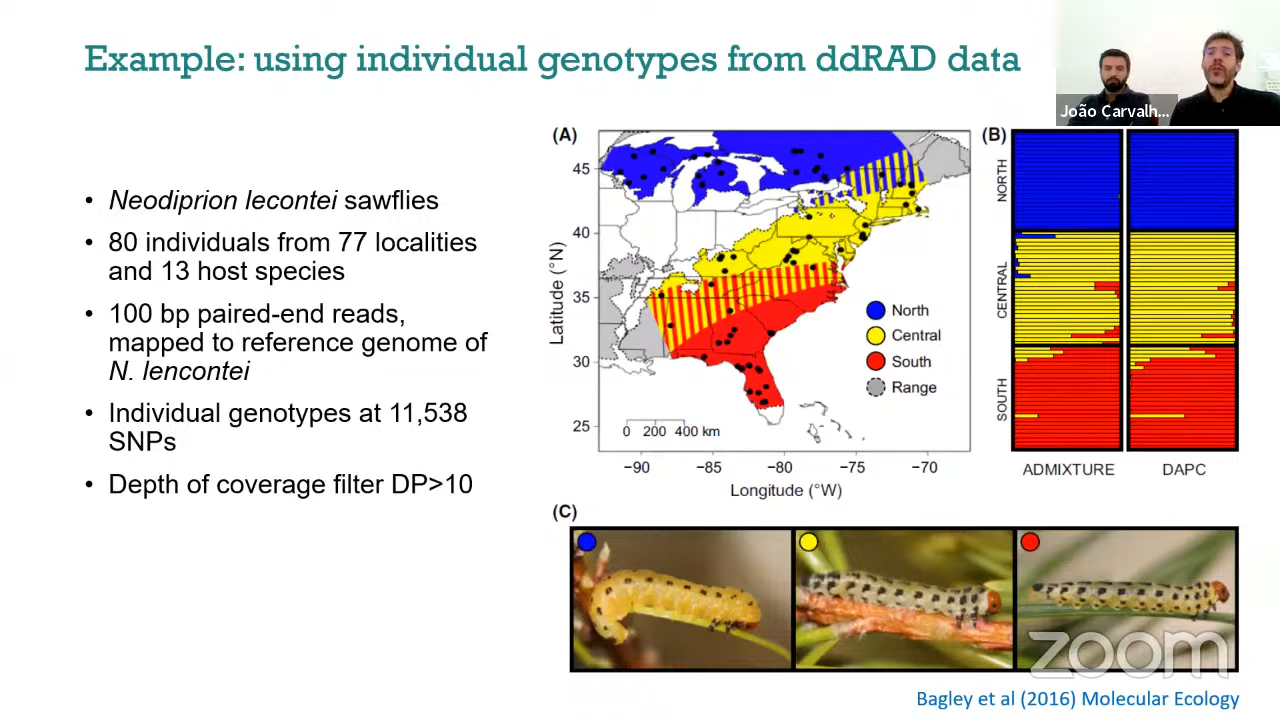 Example: using individual genotypes from ddRAD data
João Carvalh...
• Neodiprion lecontei sawflies
• 80 individuals from 77 localities
and 13 host species
• 100 bp paired-end reads,
mapped to reference genome of
N. lencontei
• Individual genotypes at 11,538
SNPs
• Depth of coverage filter DP>10
(A)
Latitude (°N)
45
40
35
30
25
North
Central
South
Range
0 200 400 km
−90 −85 −80 −75 −70
Longitude (°W)
(B)
NORTH
CENTRAL
SOUTH
ADMIXTURE DAPC
(C)
zoom
Bagley et al (2016) Molecular Ecology